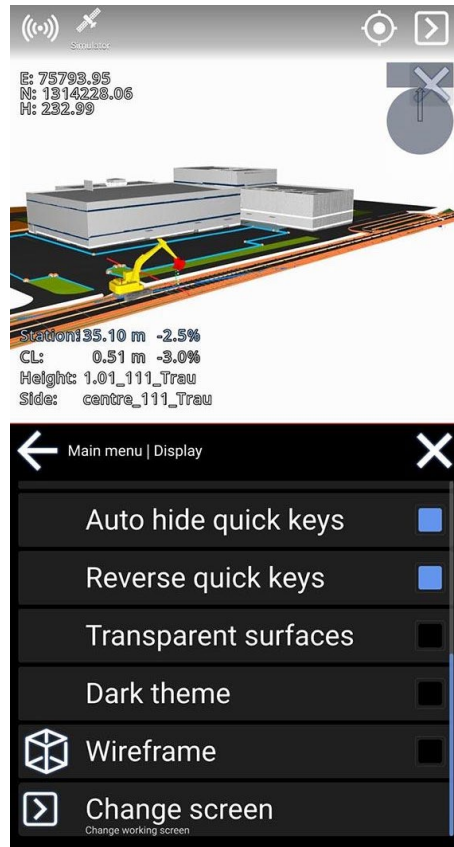 Simulator
E: 75793.95
N: 1314228.06
H: 232.99
Station:135.10 m -2.5%
CL: 0.51 m -3.0%
Height: 1.01_111_Trau
Side: centre_111_Trau
Main menu | Display
Auto hide quick keys
Reverse quick keys
Transparent surfaces
Dark theme
Wireframe
Change screen
Change working screen